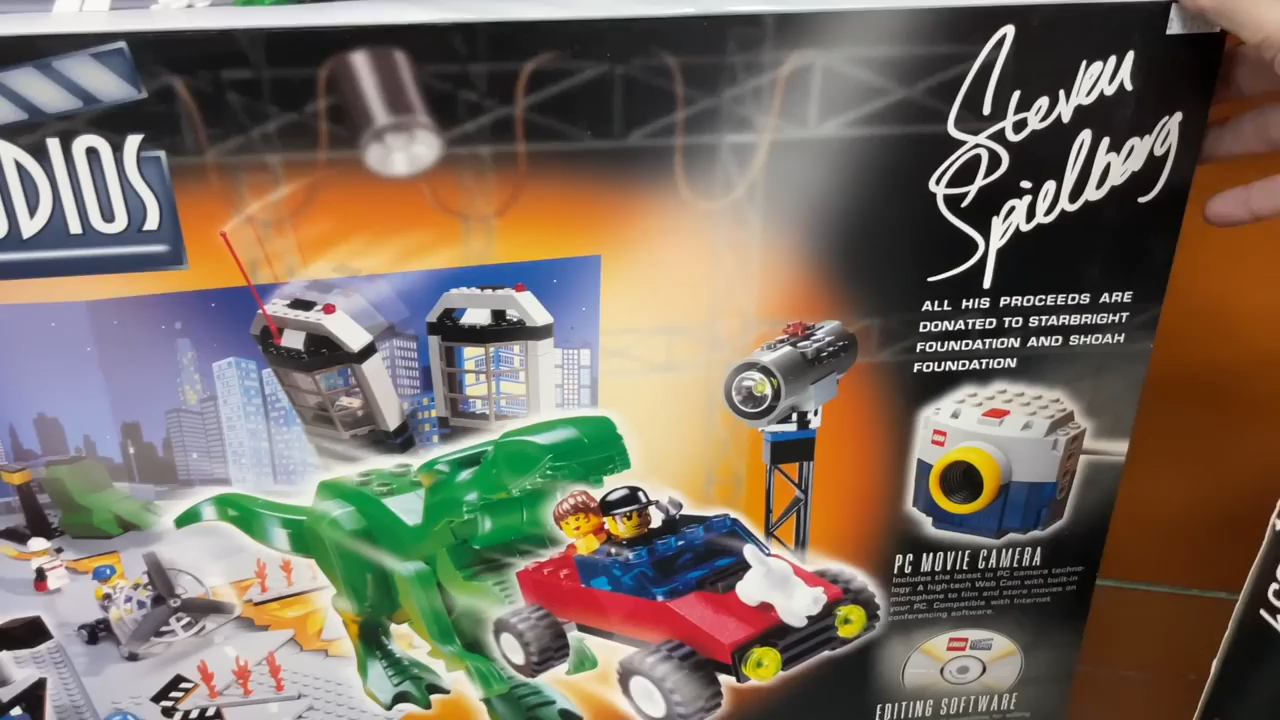 UDIOS
Steven
Spielberg
ALL HIS PROCEEDS ARE
DONATED TO STARBRIGHT
FOUNDATION AND SHOAH
FOUNDATION
LEGO
PC MOVIE CAMERA
Includes the latest in PC camera techno-
logy: A high-tech Web Cam with built-in
microphone to film and store movies on
your PC. Compatible with Internet
conferencing software.
LEGO
EDITING SOFTWARE